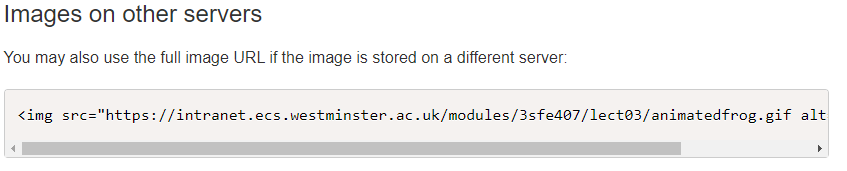 Images on other servers
You may also use the full image URL if the image is stored on a different server:
<img src="https://intranet.ecs.westminster.ac.uk/modules/3sfe407/lect03/animatedfrog.gif alt